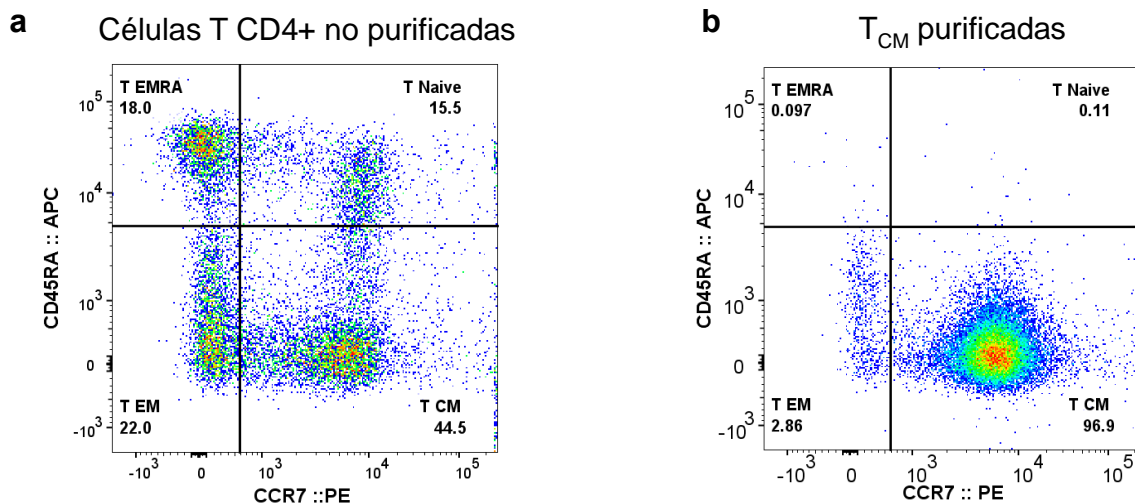 a
Células T CD4+ no purificadas
T EMRA
18.0
T Naive
15.5
10^5
10^4
10^3
0
-10^3
CD45RA :: APC
T EM
22.0
T CM
44.5
-10^3
0
10^3
10^4
10^5
CCR7 ::PE
b
T_CM purificadas
T EMRA
0.097
T Naive
0.11
10^5
10^4
10^3
0
-10^3
CD45RA :: APC
T EM
2.86
T CM
96.9
-10^3
0
10^3
10^4
10^5
CCR7 :: PE